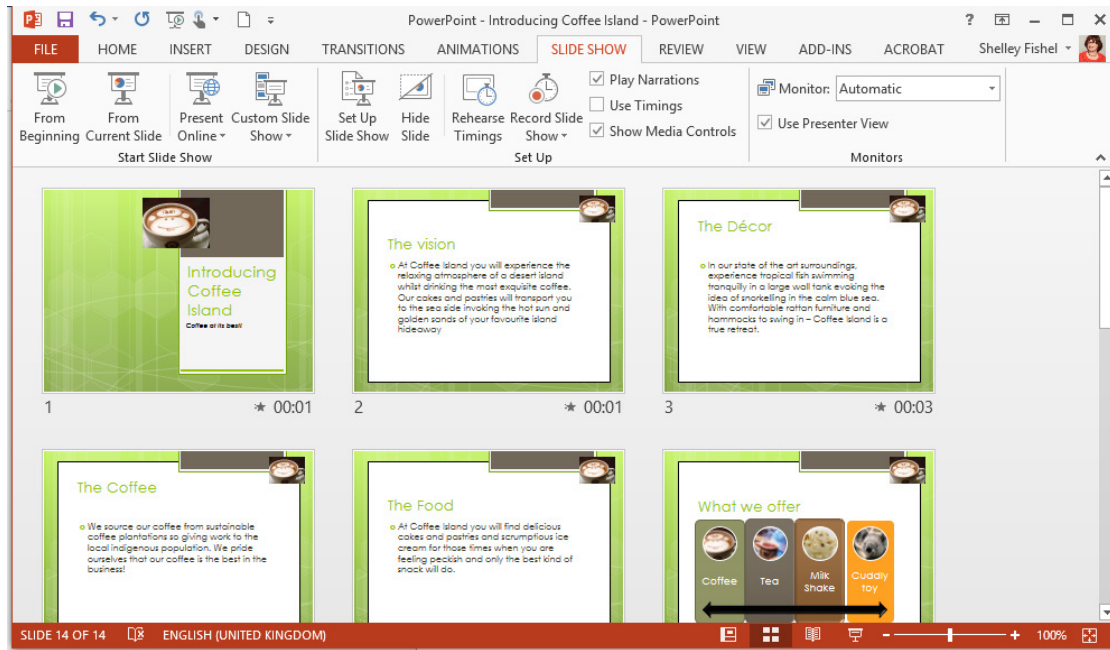 PowerPoint - Introducing Coffee Island - PowerPoint
FILE HOME INSERT DESIGN TRANSITIONS ANIMATIONS SLIDE SHOW REVIEW VIEW ADD-INS ACROBAT Shelley Fishel
From Beginning
From Current Slide
Present Online
Custom Slide Show
Start Slide Show
Set Up Slide Show
Hide Slide
Rehearse Timings
Record Slide Show
Play Narrations
Use Timings
Show Media Controls
Set Up
Monitor: Automatic
Use Presenter View
Monitors
Introducing
Coffee
Island
Coffee at its best!
1 00:01
The vision
At Coffee Island you will experience the
relaxing atmosphere of a desert island
whilst drinking the most exquisite coffee.
Our cakes and pastries will transport you
to the sea side invoking the hot sun and
golden sands of your favourite island
hideaway
2 00:01
The Décor
In our state of the art surroundings,
experience tropical fish swimming
tranquilly in a large wall tank evoking the
idea of snorkelling in the calm blue sea.
With comfortable rattan furniture and
hammocks to swing in – Coffee Island is a
true retreat.
3 00:03
The Coffee
We source our coffee from sustainable
coffee plantations so giving work to the
local indigenous population. We pride
ourselves that our coffee is the best in the
business!
The Food
At Coffee Island you will find delicious
cakes and pastries and scrumptious ice
cream for those times when you are
feeling peckish and only the best kind of
snack will do.
What we offer
Coffee
Tea
Milk
Shake
Cuddly
toy
SLIDE 14 OF 14 ENGLISH (UNITED KINGDOM) 100%